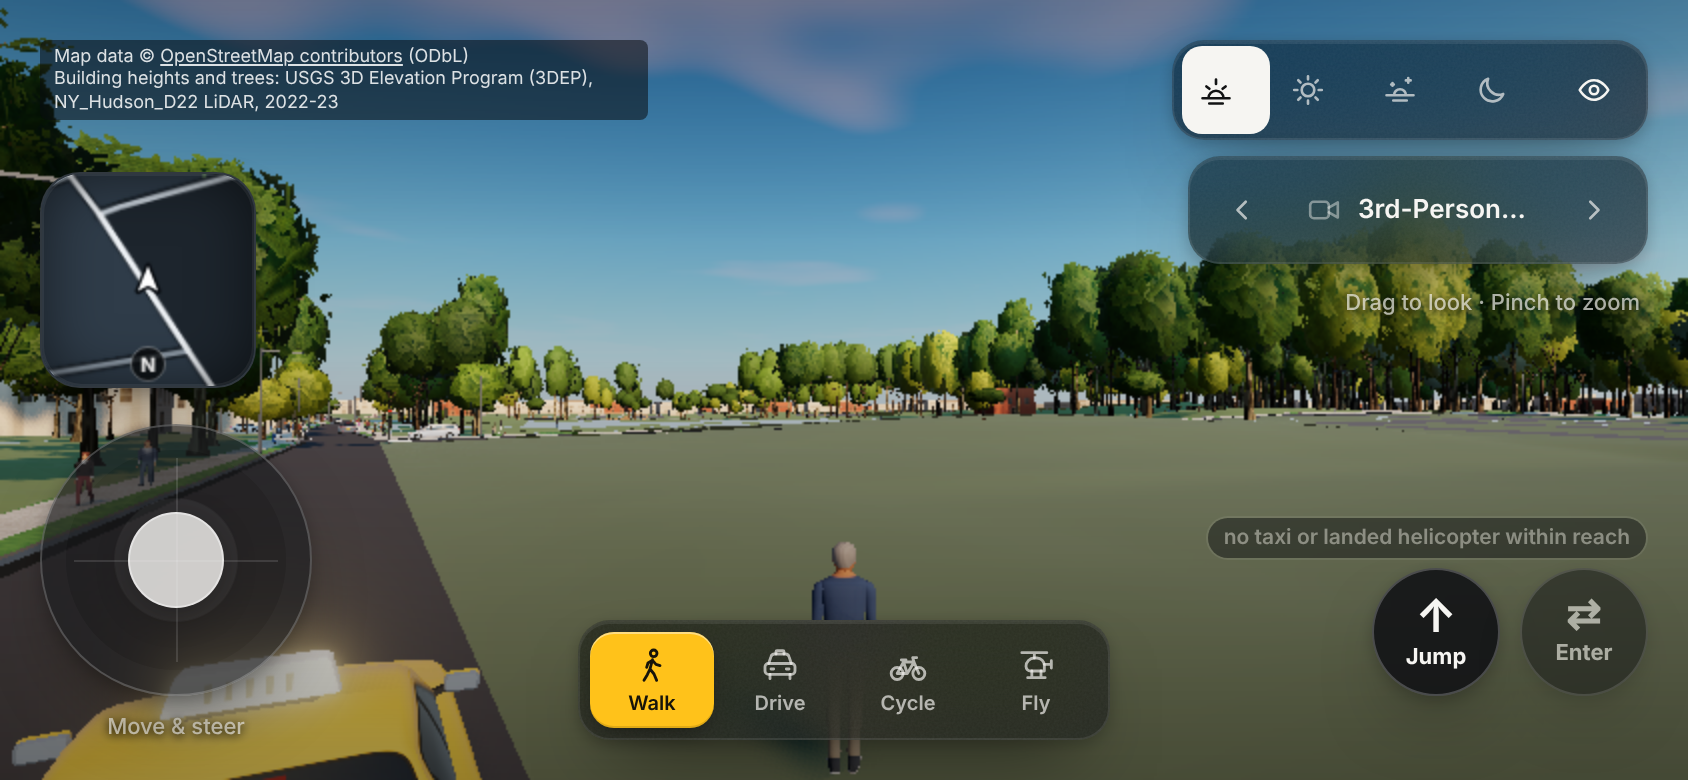 Map data © OpenStreetMap contributors (ODbL)
Building heights and trees: USGS 3D Elevation Program (3DEP),
NY_Hudson_D22 LiDAR, 2022-23
3rd-Person...
Drag to look · Pinch to zoom
N
no taxi or landed helicopter within reach
Jump
Enter
Walk
Drive
Cycle
Fly
Move & steer